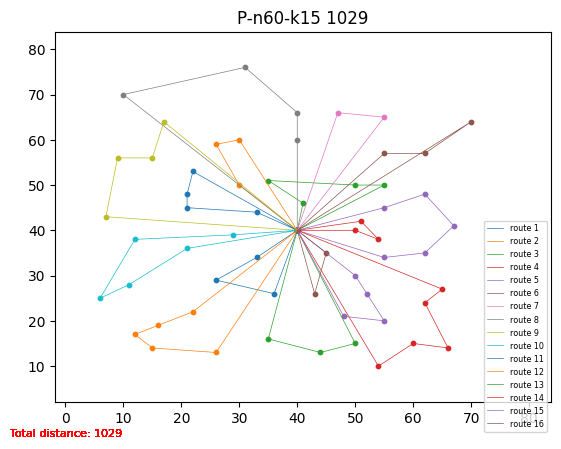 P-n60-k15 1029
80
70
60
50
40
30
20
10
0 10 20 30 40 50 60 70 80
route 1
route 2
route 3
route 4
route 5
route 6
route 7
route 8
route 9
route 10
route 11
route 12
route 13
route 14
route 15
route 16
Total distance: 1029